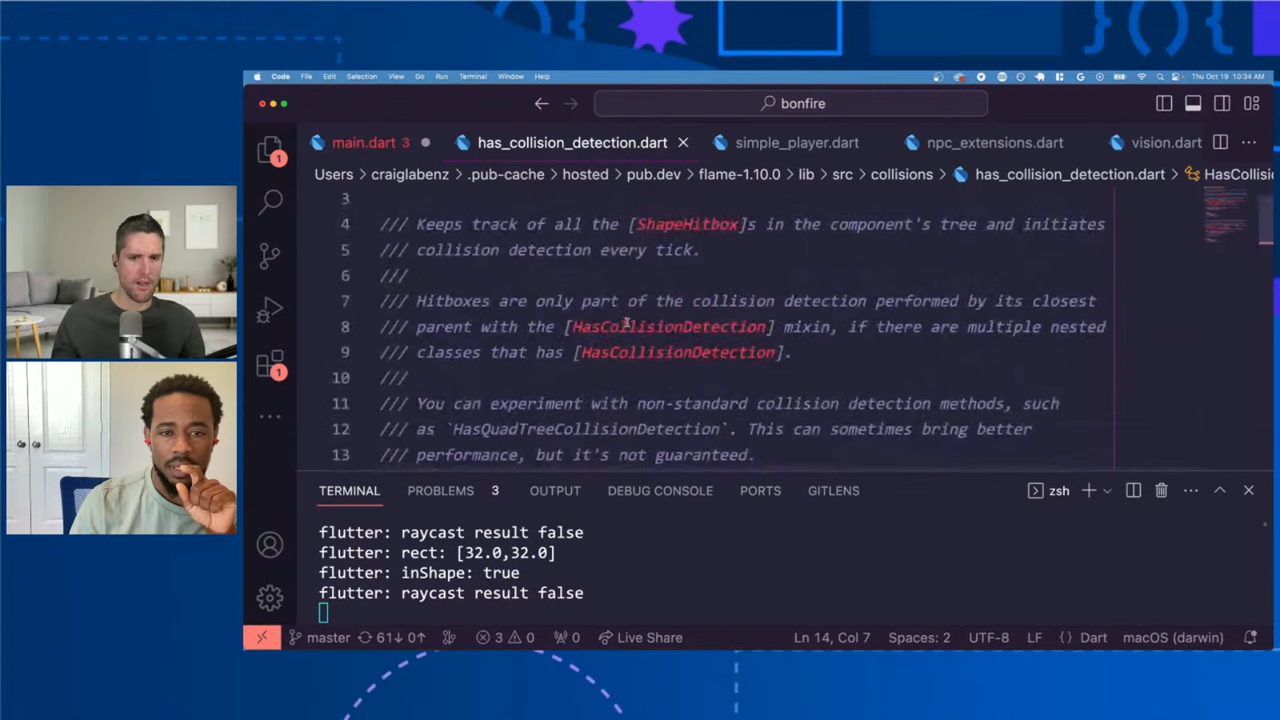 Code File Edit Selection View Go Run Terminal Window Help Thu Oct 19 10:34 AM
bonfire
main.dart 3 has_collision_detection.dart simple_player.dart npc_extensions.dart vision.dart
Users craiglabenz .pub-cache hosted pub.dev flame-1.10.0 lib src collisions has_collision_detection.dart HasCollisio
3
4 /// Keeps track of all the [ShapeHitbox]s in the component's tree and initiates
5 /// collision detection every tick.
6 ///
7 /// Hitboxes are only part of the collision detection performed by its closest
8 /// parent with the [HasCollisionDetection] mixin, if there are multiple nested
9 /// classes that has [HasCollisionDetection].
10 ///
11 /// You can experiment with non-standard collision detection methods, such
12 /// as `HasQuadTreeCollisionDetection`. This can sometimes bring better
13 /// performance, but it's not guaranteed.
1
1
TERMINAL PROBLEMS 3 OUTPUT DEBUG CONSOLE PORTS GITLENS zsh
flutter: raycast result false
flutter: rect: [32.0,32.0]
flutter: inShape: true
flutter: raycast result false
master 61↓ 0↑ 3 0 0 Live Share Ln 14, Col 7 Spaces: 2 UTF-8 LF {} Dart macOS (darwin)